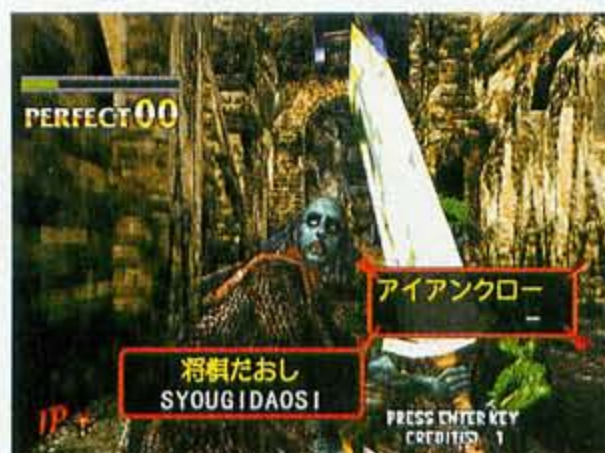 PERFECT 00
アイアンクロー
_
将棋だおし
SYOUGIDAOSI
1P
PRESS ENTER KEY
CREDIT(S) 1